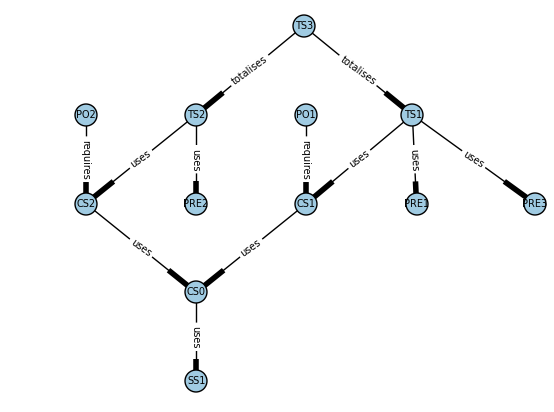 TS3
totalises
totalises
PO2
TS2
PO1
TS1
requires
uses
uses
requires
uses
uses
uses
CS2
PRE2
CS1
PRE1
PRE3
uses
uses
CS0
uses
SS1